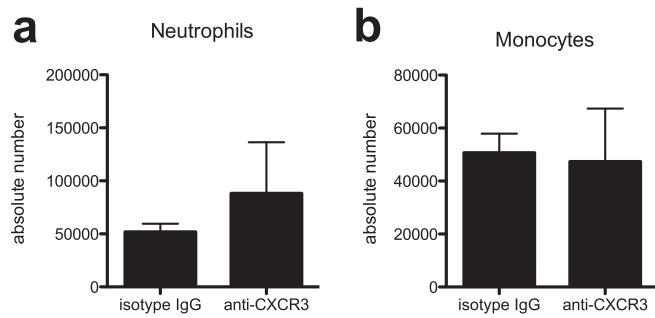 a
Neutrophils
200000
150000
100000
50000
0
absolute number
isotype IgG
anti-CXCR3
b
Monocytes
80000
60000
40000
20000
0
absolute number
isotype IgG
anti-CXCR3